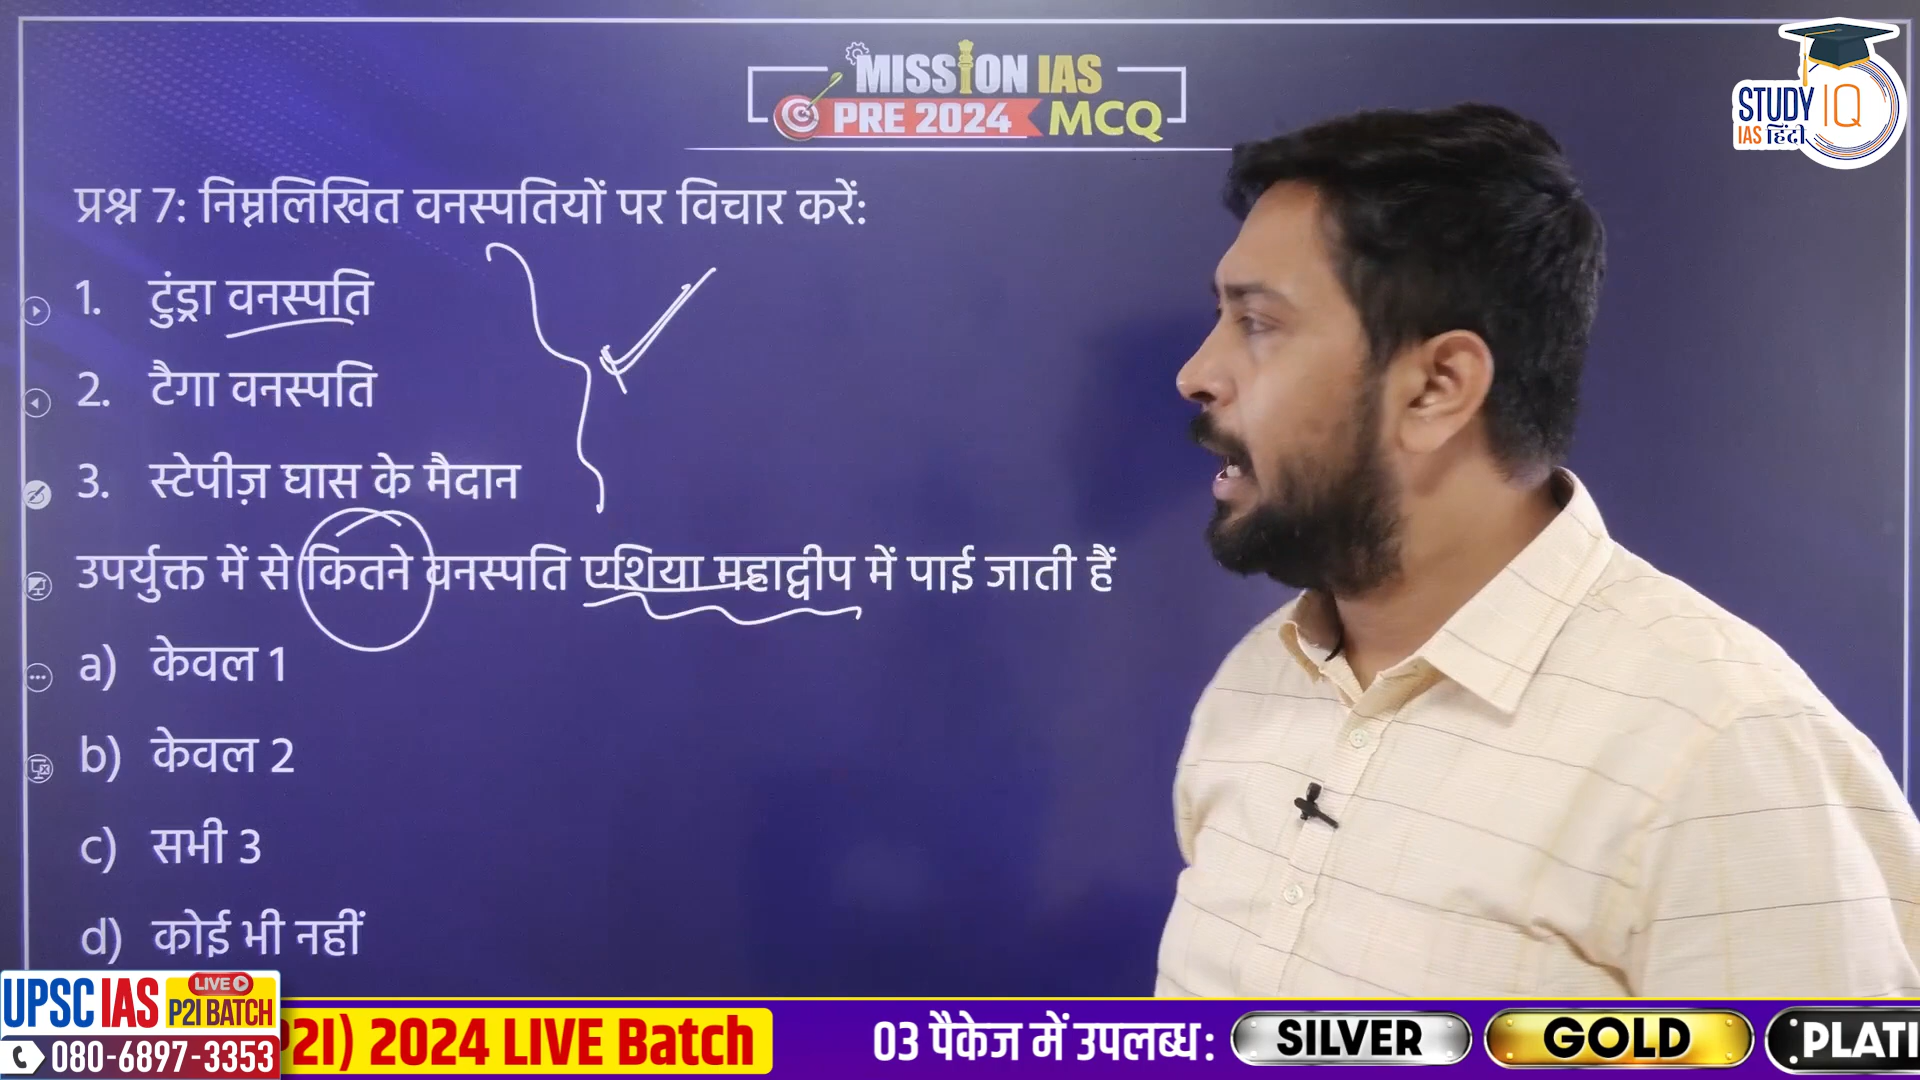 MISSION IAS
PRE 2024 MCQ
STUDY IQ
IAS हिंदी
प्रश्न 7: निम्नलिखित वनस्पतियों पर विचार करें:
1. टुंड्रा वनस्पति
2. टैगा वनस्पति
3. स्टेपीज़ घास के मैदान
उपर्युक्त में से कितने वनस्पति एशिया महाद्वीप में पाई जाती हैं
a) केवल 1
b) केवल 2
c) सभी 3
d) कोई भी नहीं
UPSC IAS LIVE P2I BATCH
080-6897-3353
P2I) 2024 LIVE Batch
03 पैकेज में उपलब्ध: SILVER GOLD PLATI